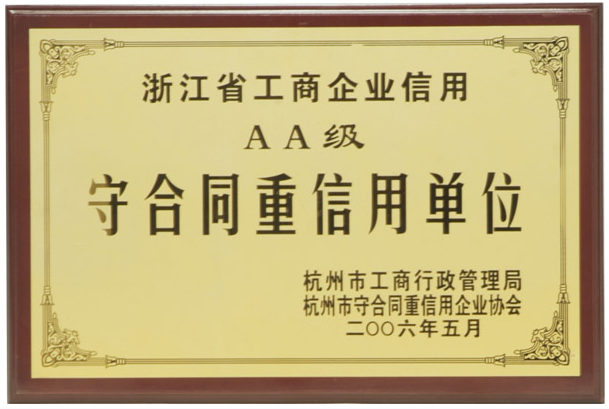 浙江省工商企业信用
AA级
守合同重信用单位
杭州市工商行政管理局
杭州市守合同重信用企业协会
二〇〇六年五月